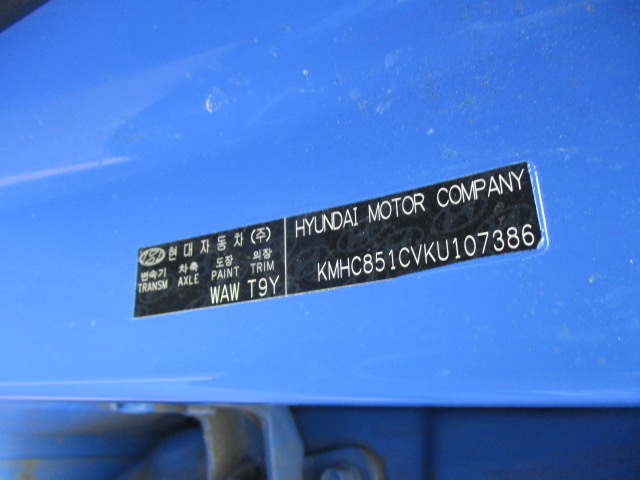 현대자동차(주)
변속기 차축 도장 의장
TRANSM AXLE PAINT TRIM
WAW T9Y
HYUNDAI MOTOR COMPANY
KMHC851CVKU107386